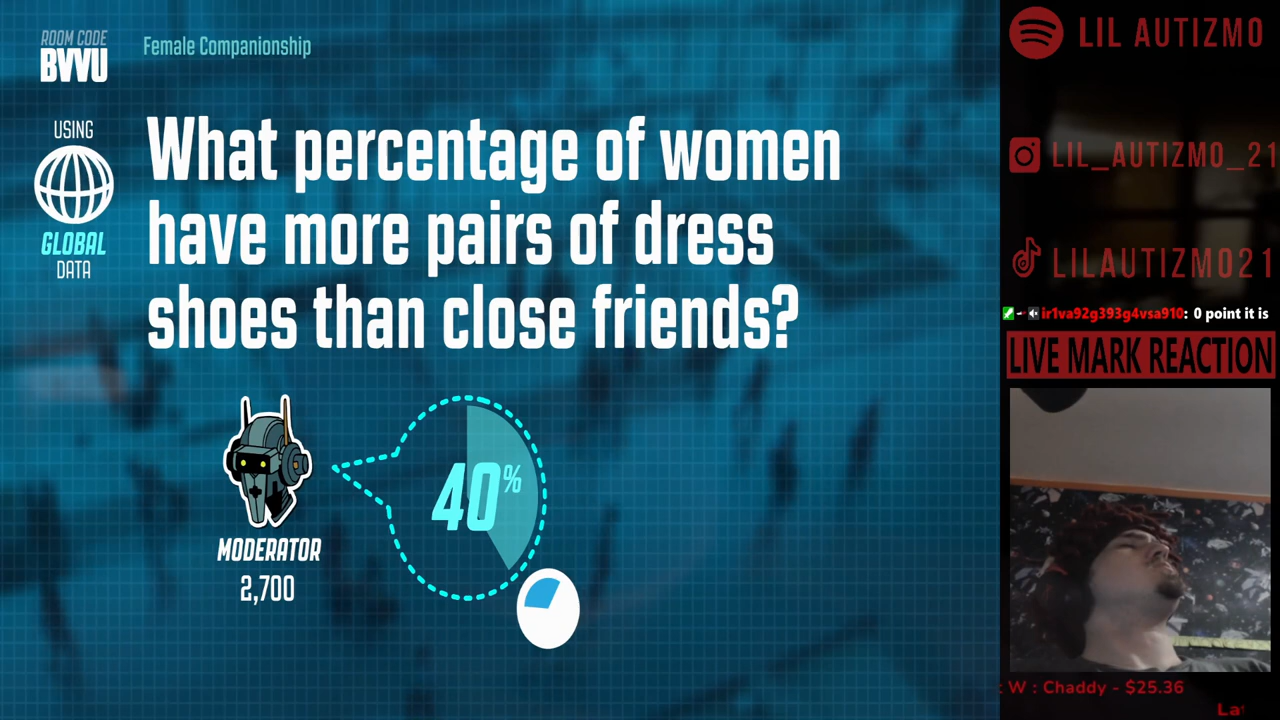 ROOM CODE
BVVU
Female Companionship
USING
GLOBAL
DATA
What percentage of women
have more pairs of dress
shoes than close friends?
40%
MODERATOR
2,700
LIL AUTIZMO
LIL_AUTIZMO_21
LILAUTIZMO21
ir1va92g393g4vsa910: 0 point it is
LIVE MARK REACTION
: W : Chaddy - $25.36
La